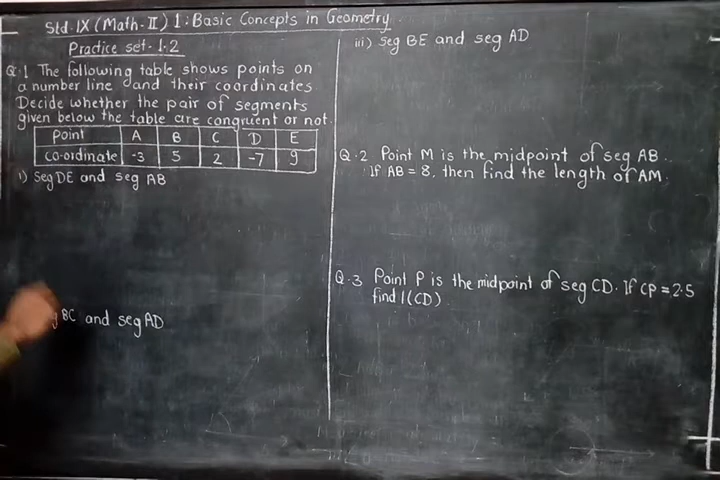 Std. IX (Math-II) 1: Basic Concepts in Geometry.
Practice set-1.2
Q.1 The following table shows points on
a number line and their coordinates
Decide whether the pair of segments
given below the table are congruent or not.
Point A B C D E
co-ordinate -3 5 2 -7 9
i) Seg DE and seg AB
BC and seg AD
iii) Seg BE and seg AD
Q.2 Point M is the midpoint of seg AB.
If AB = 8, then find the length of AM.
Q.3 Point P is the midpoint of seg CD. If CP = 2.5
find l(CD)